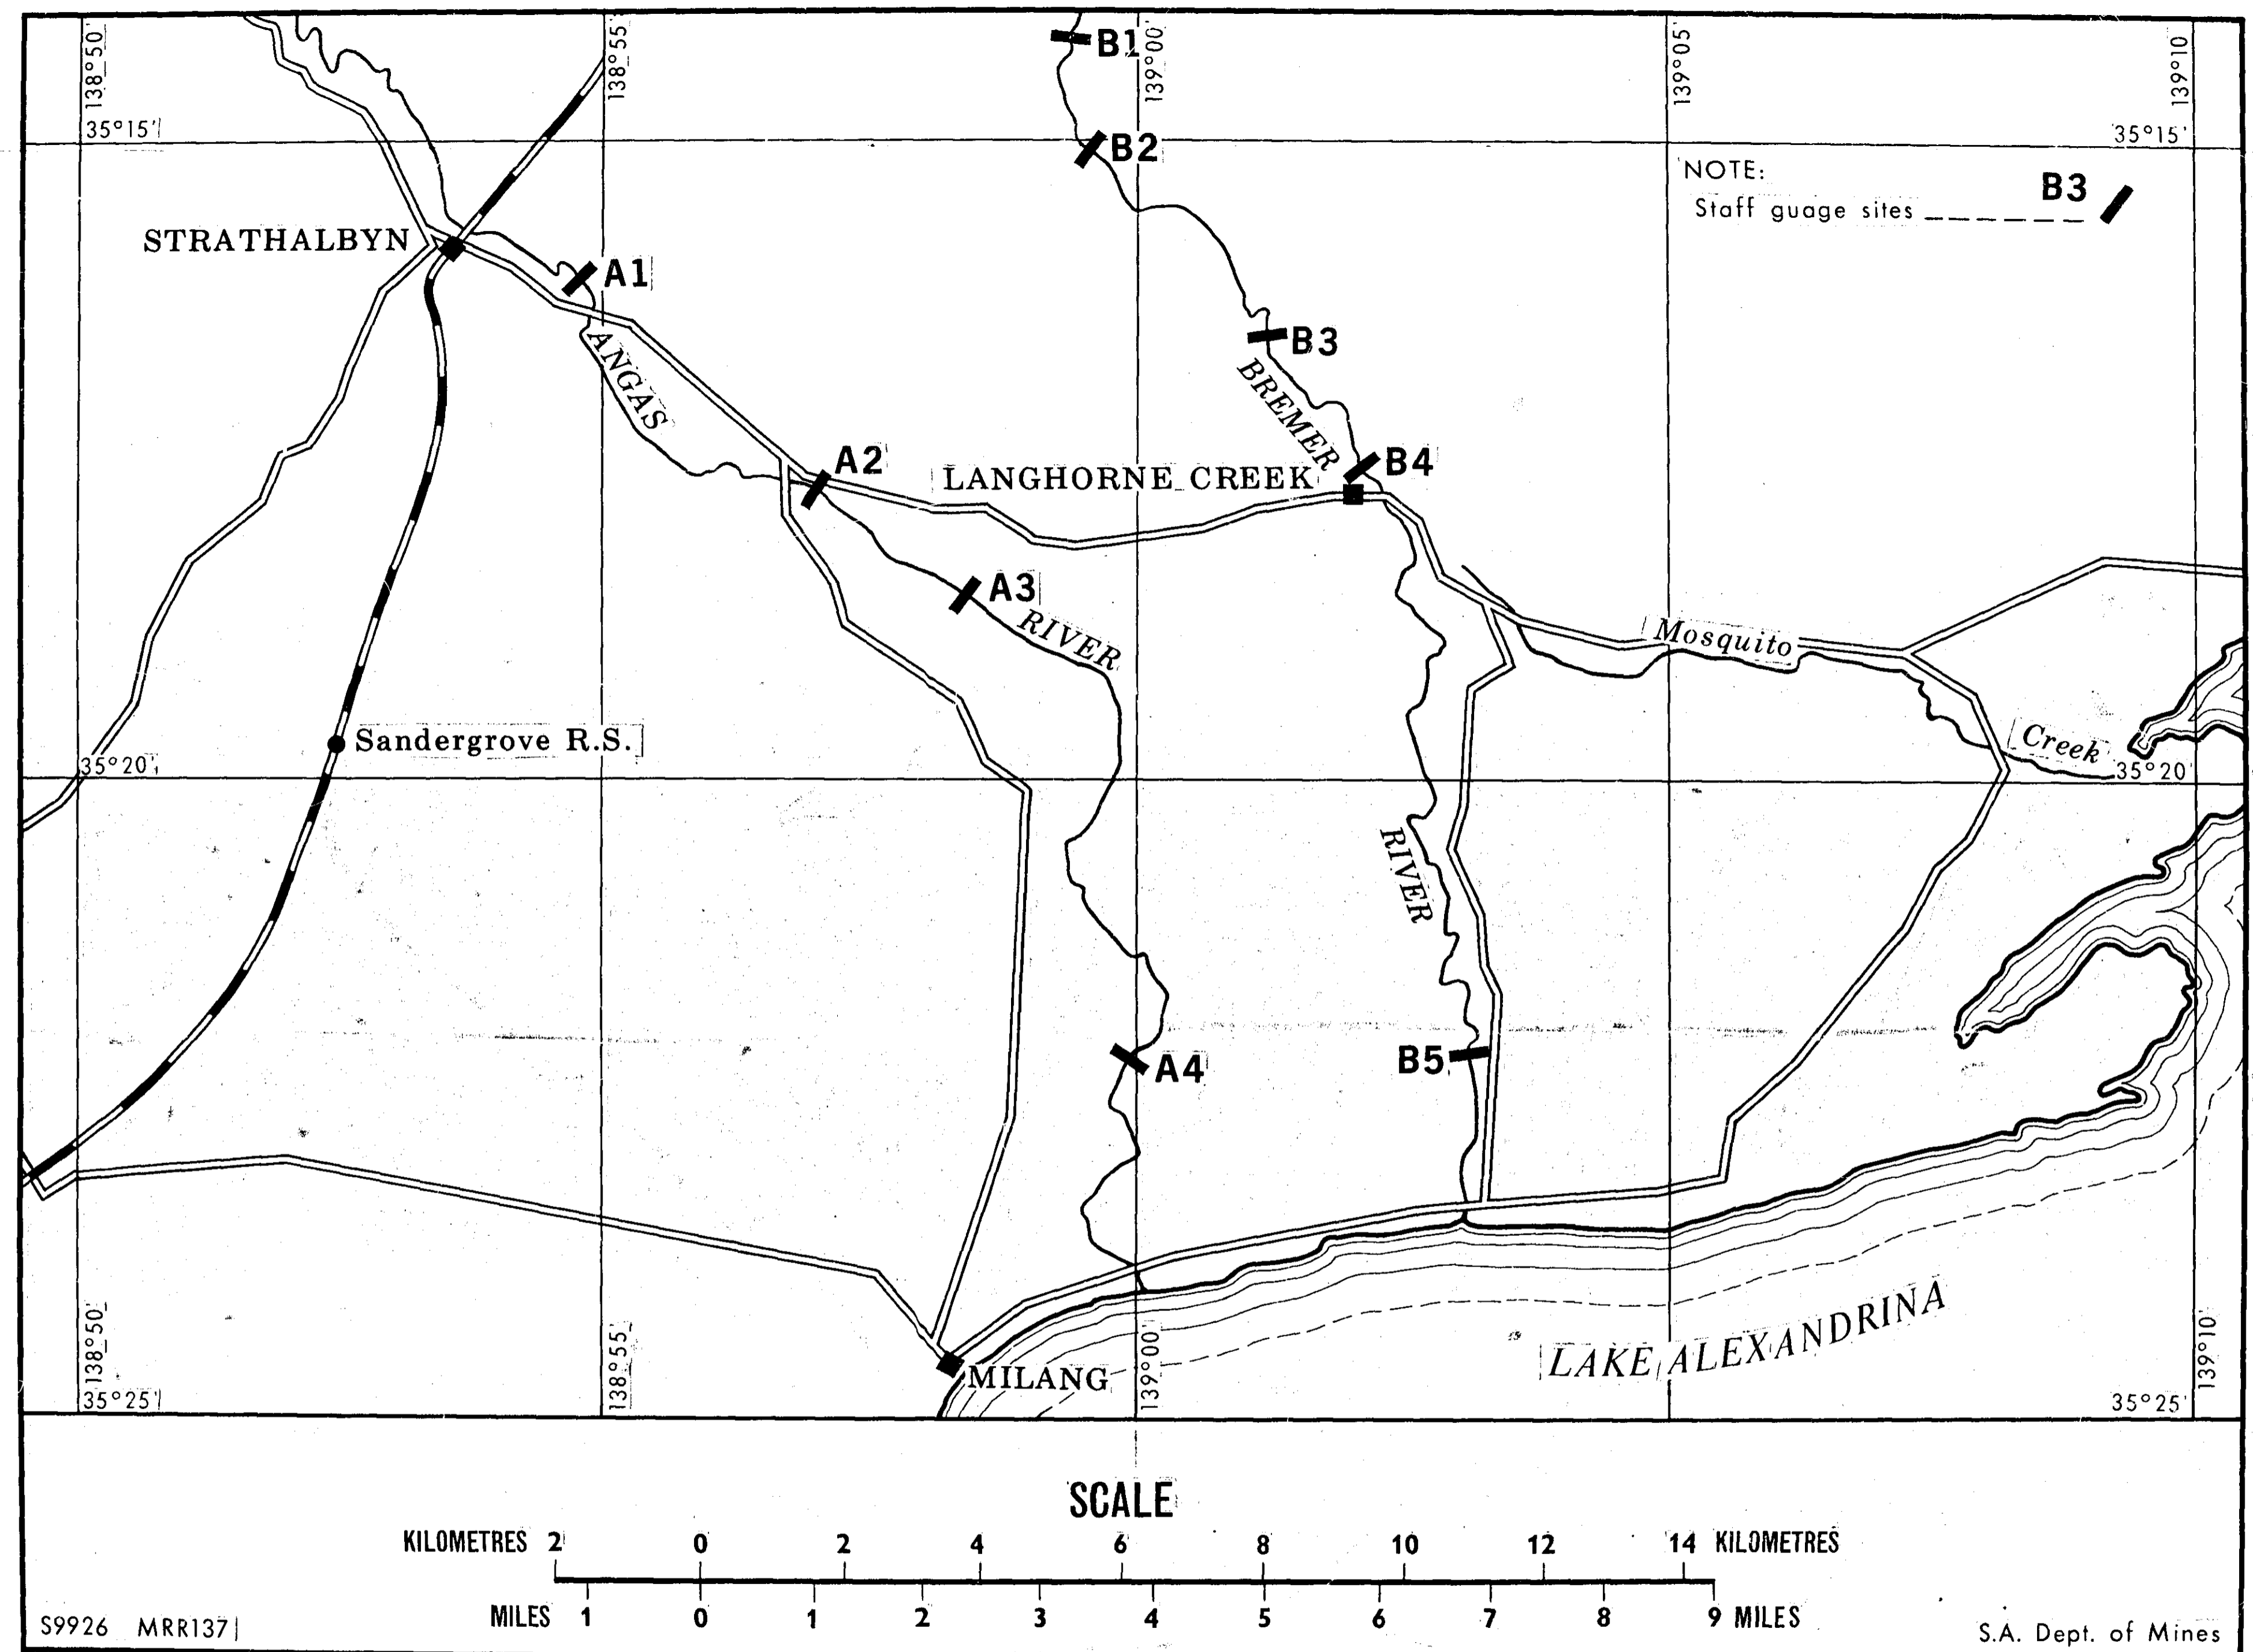 138°50'
138°55'
139°00'
139°05'
139°10'
B1
35°15'
35°15'
B2
NOTE:
Staff guage sites _ _ _ _ _ _ B3
STRATHALBYN
A1
ANGAS
B3
BREMER
A2
LANGHORNE CREEK
B4
A3
RIVER
Mosquito
Creek
Sandergrove R.S.
35°20'
35°20'
RIVER
A4
B5
LAKE ALEXANDRINA
MILANG
138°50'
138°55'
139°00'
139°10'
35°25'
35°25'
SCALE
KILOMETRES 2 0 2 4 6 8 10 12 14 KILOMETRES
MILES 1 0 1 2 3 4 5 6 7 8 9 MILES
S9926 MRR137
S.A. Dept. of Mines